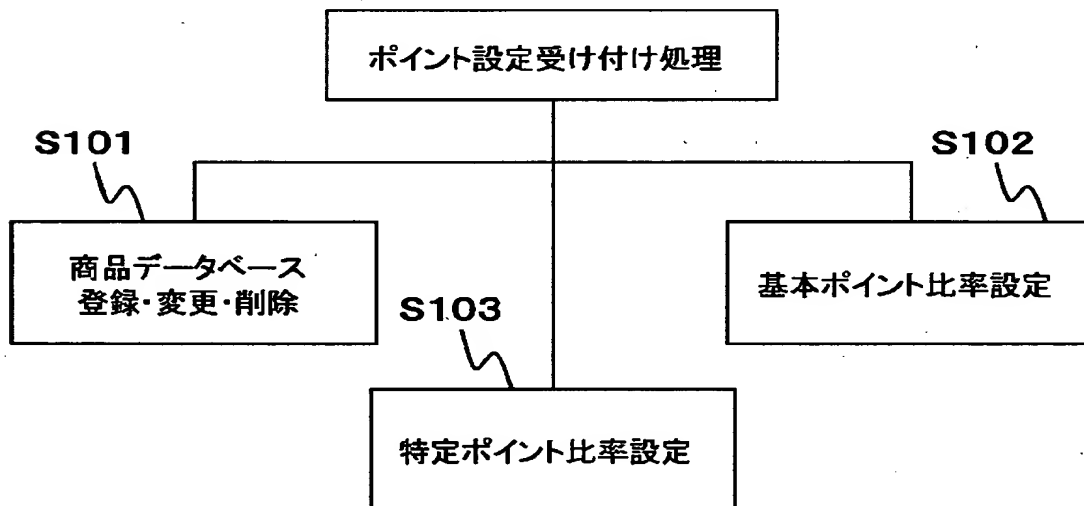 ポイント設定受け付け処理
S101
S102
商品データベース
登録・変更・削除
基本ポイント比率設定
S103
特定ポイント比率設定